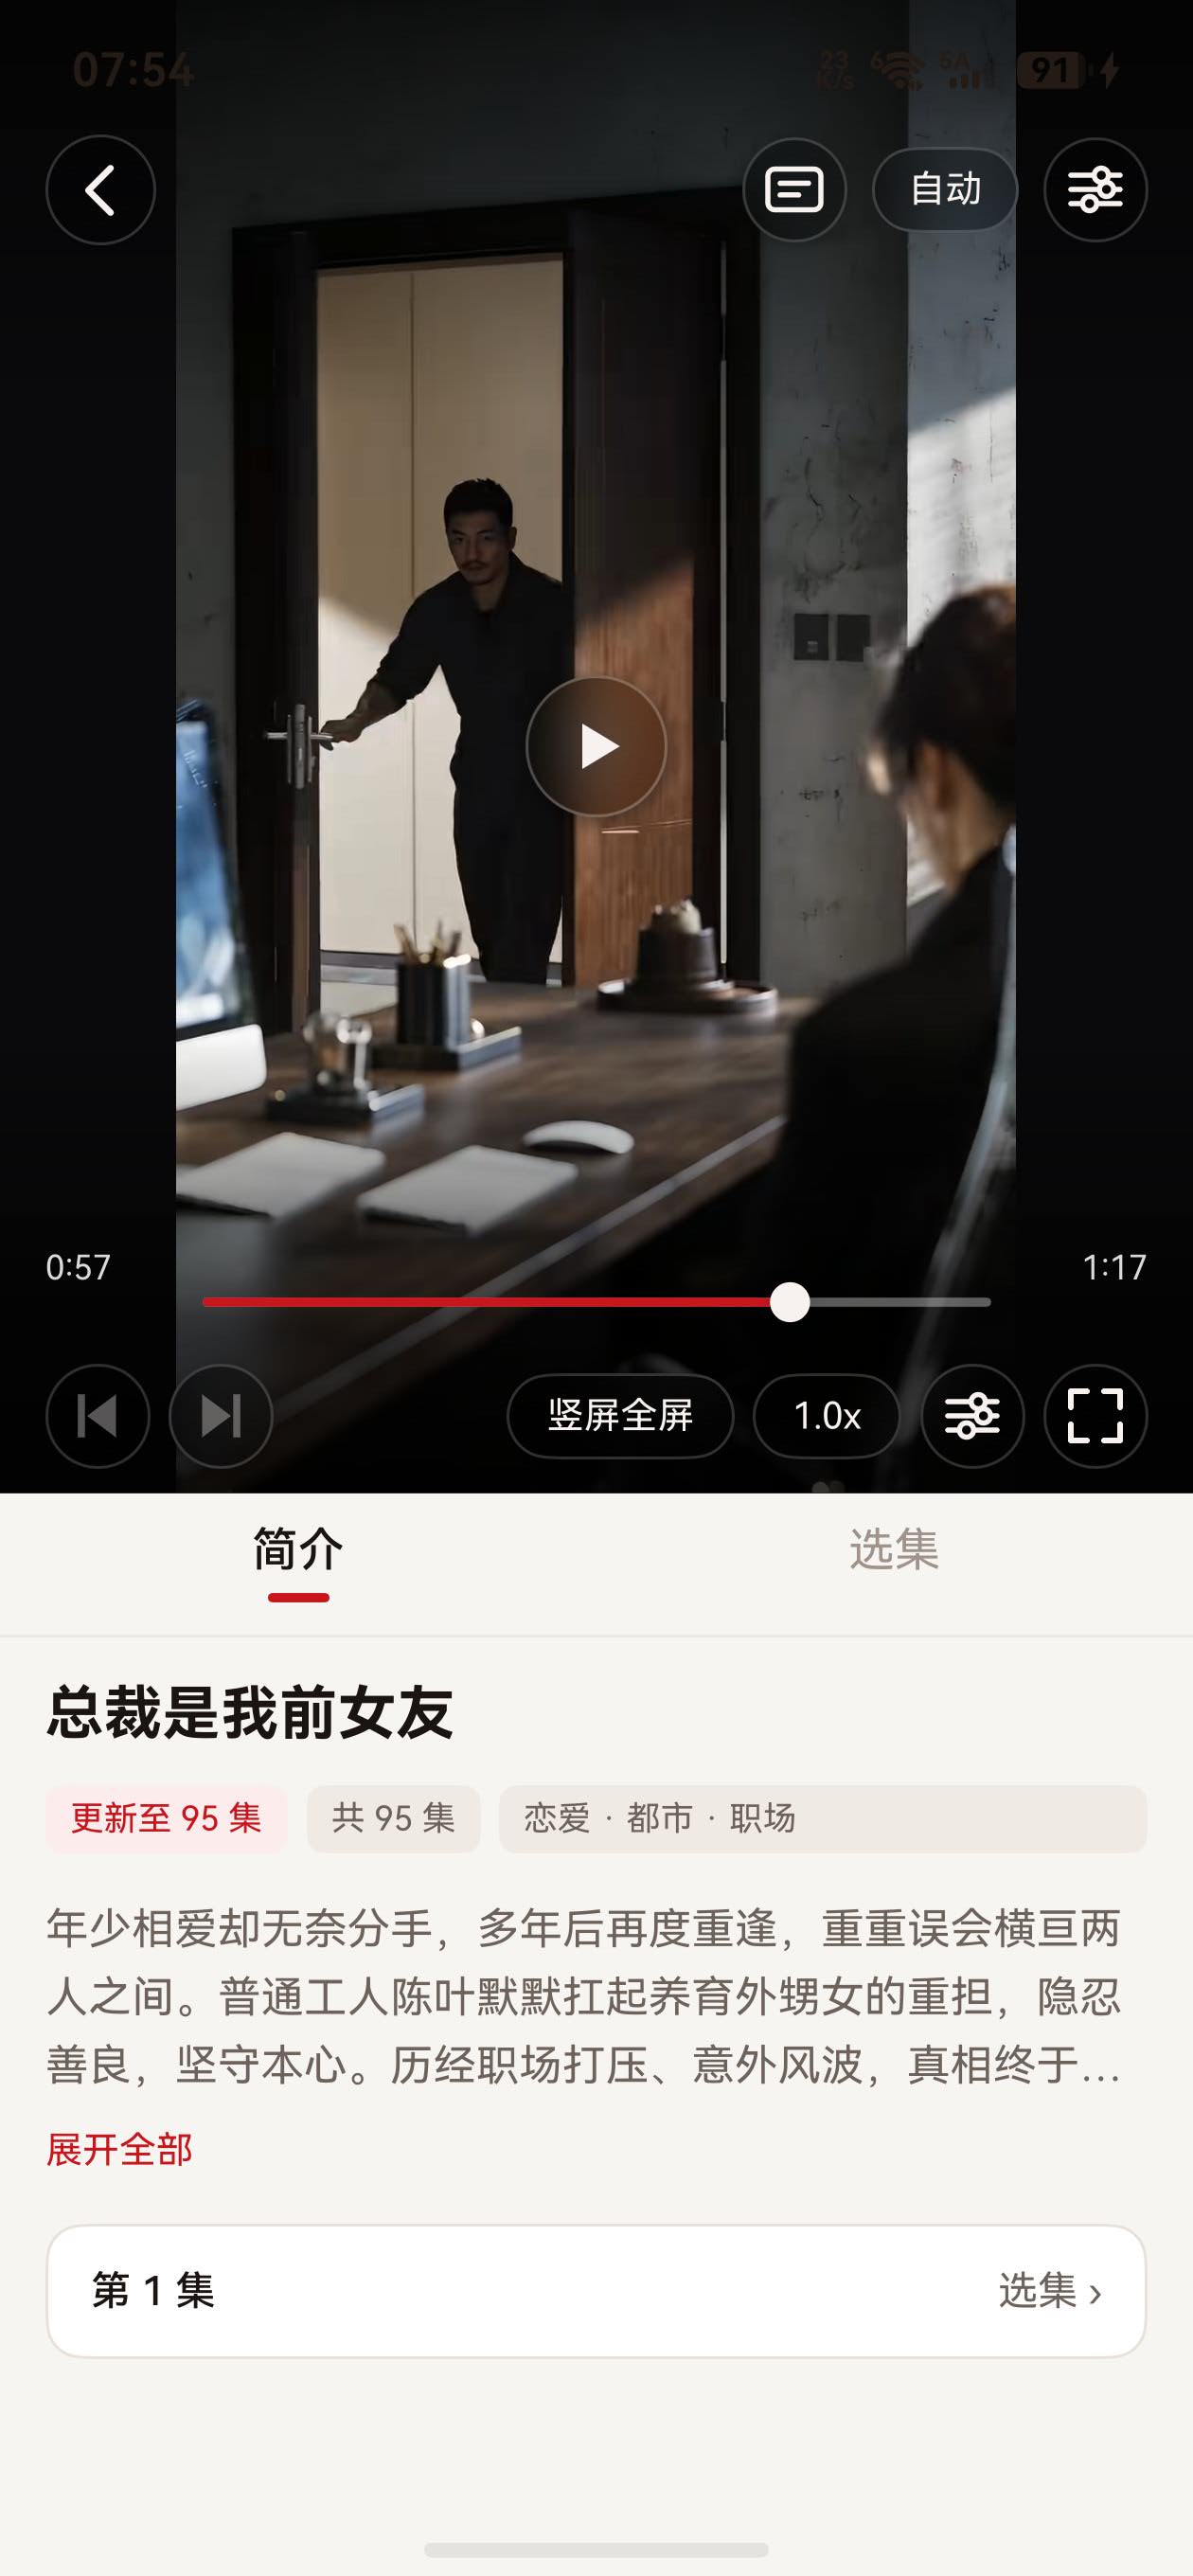 07:54
23
K/s
6
5A
91
自动
0:57
1:17
竖屏全屏
1.0x
简介
选集
总裁是我前女友
更新至 95 集
共 95 集
恋爱 · 都市 · 职场
年少相爱却无奈分手，多年后再度重逢，重重误会横亘两
人之间。普通工人陈叶默默扛起养育外甥女的重担，隐忍
善良，坚守本心。历经职场打压、意外风波，真相终于…
展开全部
第 1 集
选集 ›